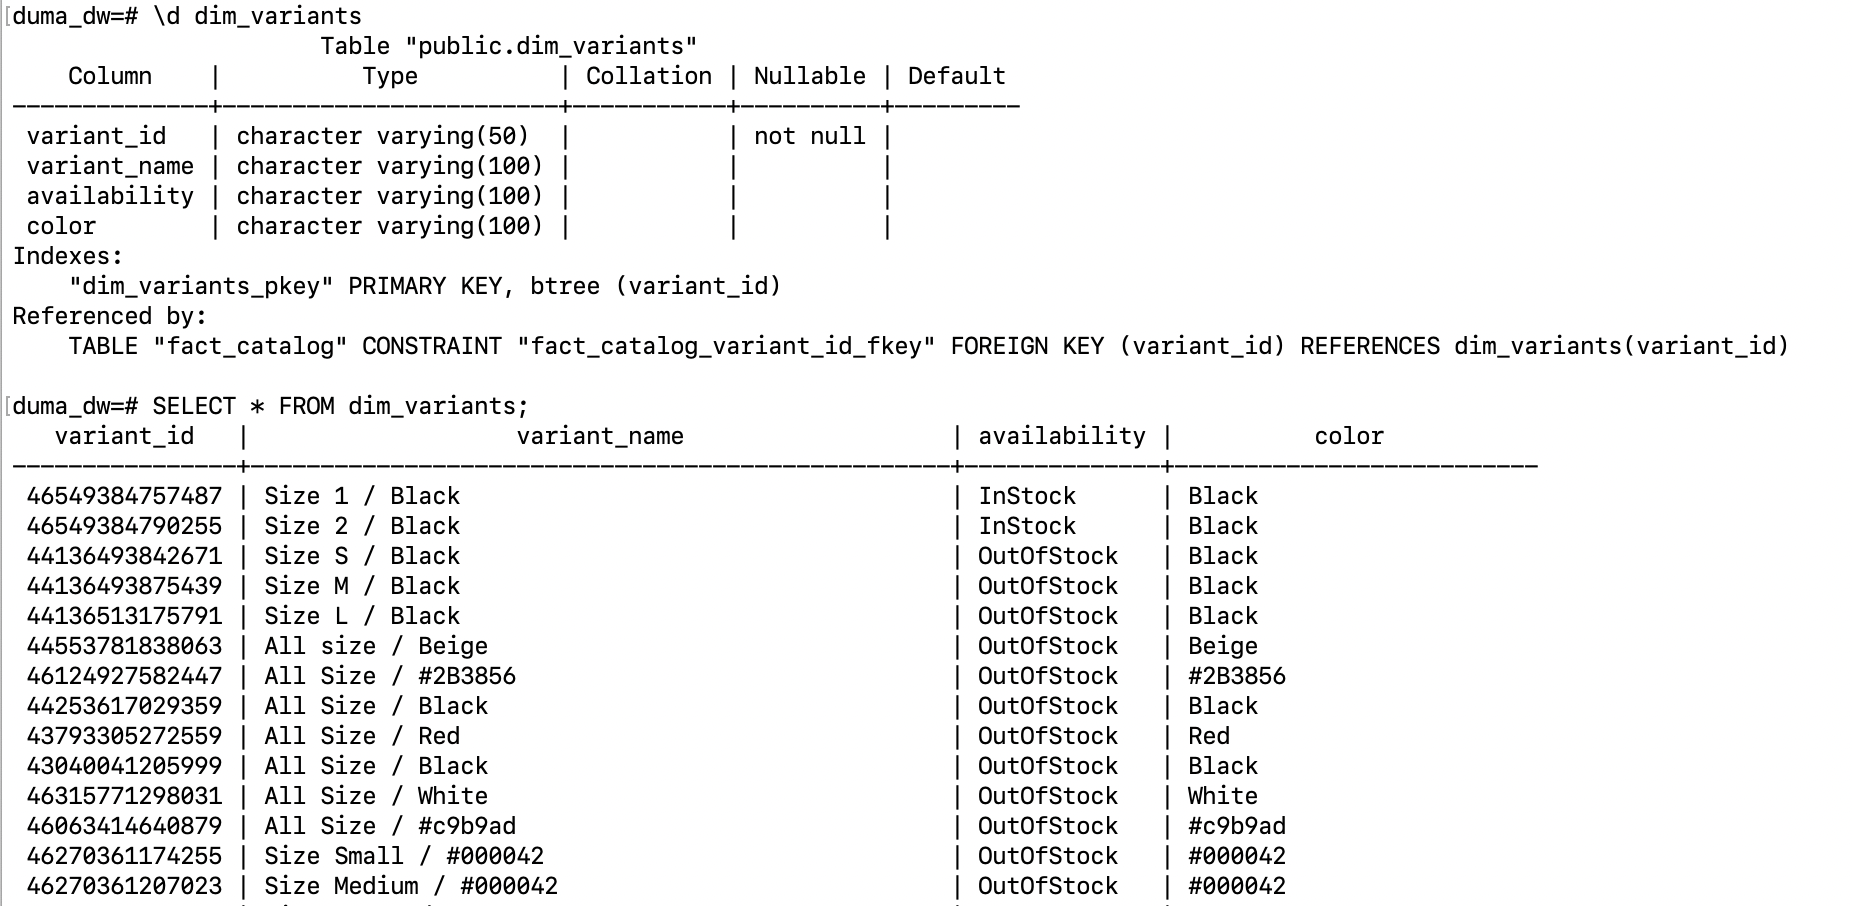 [duma_dw=# \d dim_variants
                      Table "public.dim_variants"
    Column    |          Type          | Collation | Nullable | Default
--------------+------------------------+-----------+----------+---------
 variant_id   | character varying(50)  |           | not null |
 variant_name | character varying(100) |           |          |
 availability | character varying(100) |           |          |
 color        | character varying(100) |           |          |
Indexes:
    "dim_variants_pkey" PRIMARY KEY, btree (variant_id)
Referenced by:
    TABLE "fact_catalog" CONSTRAINT "fact_catalog_variant_id_fkey" FOREIGN KEY (variant_id) REFERENCES dim_variants(variant_id)
[duma_dw=# SELECT * FROM dim_variants;
   variant_id   |                   variant_name                   | availability |          color
----------------+--------------------------------------------------+--------------+--------------------------
 46549384757487 | Size 1 / Black                                   | InStock      | Black
 46549384790255 | Size 2 / Black                                   | InStock      | Black
 44136493842671 | Size S / Black                                   | OutOfStock   | Black
 44136493875439 | Size M / Black                                   | OutOfStock   | Black
 44136513175791 | Size L / Black                                   | OutOfStock   | Black
 44553781838063 | All size / Beige                                 | OutOfStock   | Beige
 46124927582447 | All Size / #2B3856                               | OutOfStock   | #2B3856
 44253617029359 | All Size / Black                                 | OutOfStock   | Black
 43793305272559 | All Size / Red                                   | OutOfStock   | Red
 43040041205999 | All Size / Black                                 | OutOfStock   | Black
 46315771298031 | All Size / White                                 | OutOfStock   | White
 46063414640879 | All Size / #c9b9ad                               | OutOfStock   | #c9b9ad
 46270361174255 | Size Small / #000042                             | OutOfStock   | #000042
 46270361207023 | Size Medium / #000042                            | OutOfStock   | #000042